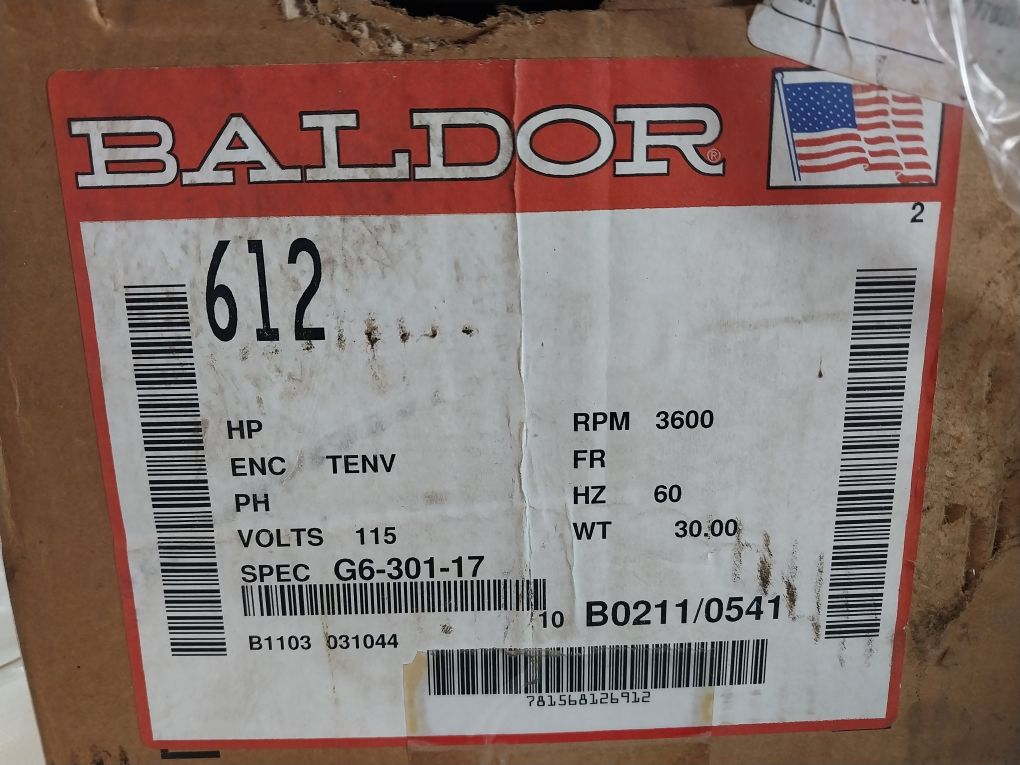 BALDOR®
2
612
HP
RPM 3600
ENC TENV
FR
PH
HZ 60
VOLTS 115
WT 30.00
SPEC G6-301-17
10 B0211/0541
B1103 031044
781568126912